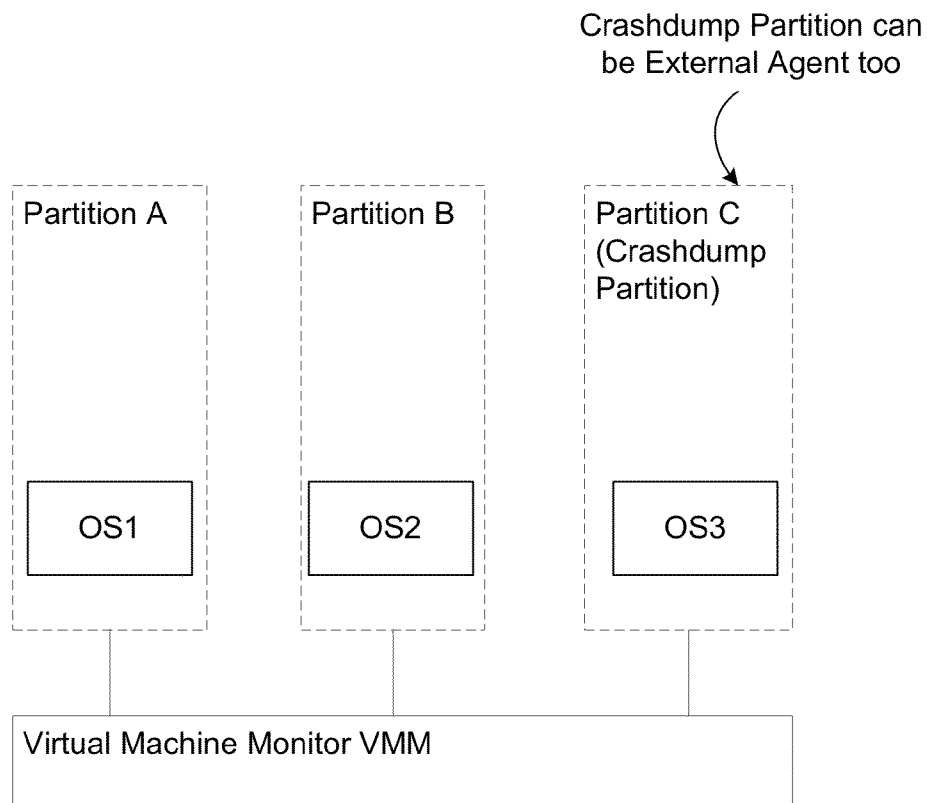 Crashdump Partition can
be External Agent too
Partition A
Partition B
Partition C
(Crashdump
Partition)
OS1
OS2
OS3
Virtual Machine Monitor VMM